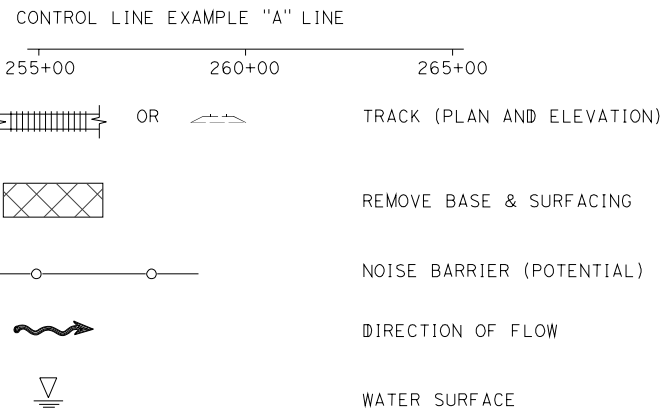 CONTROL LINE EXAMPLE "A" LINE
255+00 260+00 265+00
OR TRACK (PLAN AND ELEVATION)
REMOVE BASE & SURFACING
NOISE BARRIER (POTENTIAL)
DIRECTION OF FLOW
WATER SURFACE